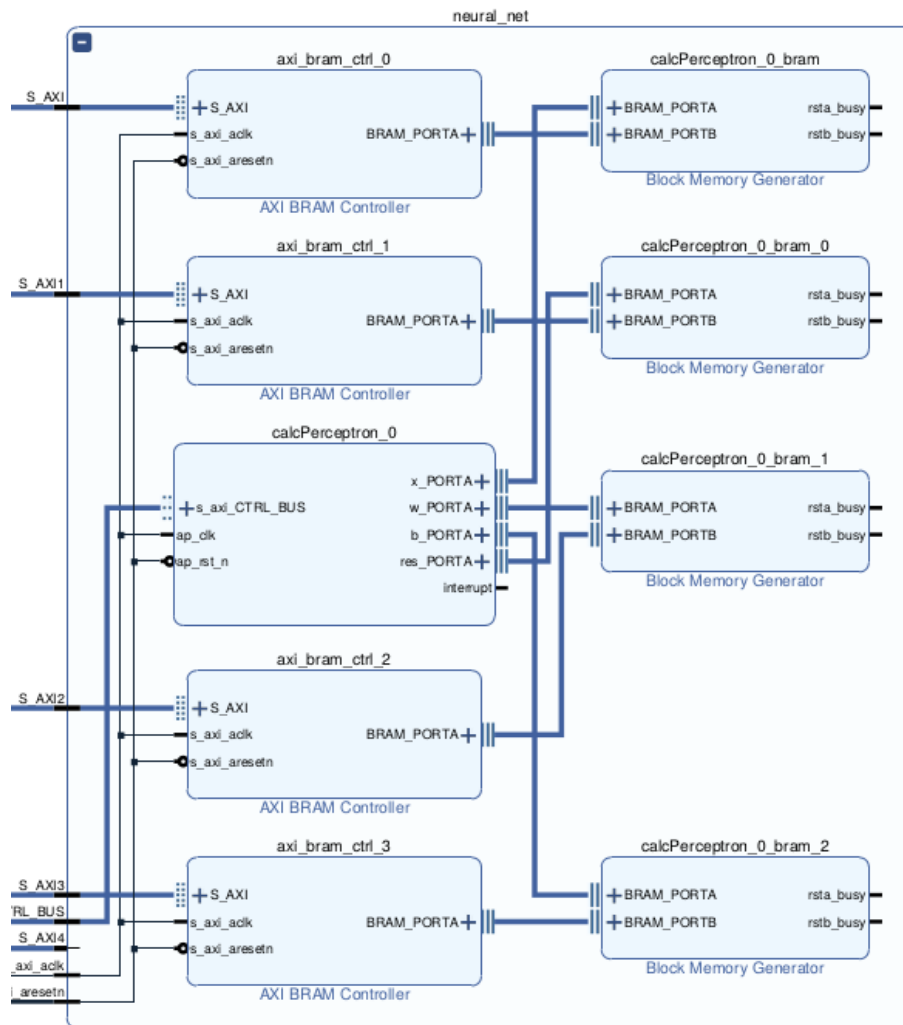 neural_net
axi_bram_ctrl_0
S_AXI
S_AXI
s_axi_aclk
s_axi_aresetn
BRAM_PORTA
AXI BRAM Controller
calcPerceptron_0_bram
BRAM_PORTA
BRAM_PORTB
rsta_busy
rstb_busy
Block Memory Generator
axi_bram_ctrl_1
S_AXI1
S_AXI
s_axi_aclk
s_axi_aresetn
BRAM_PORTA
AXI BRAM Controller
calcPerceptron_0_bram_0
BRAM_PORTA
BRAM_PORTB
rsta_busy
rstb_busy
Block Memory Generator
calcPerceptron_0
s_axi_CTRL_BUS
ap_clk
ap_rst_n
x_PORTA
w_PORTA
b_PORTA
res_PORTA
interrupt
calcPerceptron_0_bram_1
BRAM_PORTA
BRAM_PORTB
rsta_busy
rstb_busy
Block Memory Generator
axi_bram_ctrl_2
S_AXI2
S_AXI
s_axi_aclk
s_axi_aresetn
BRAM_PORTA
AXI BRAM Controller
axi_bram_ctrl_3
S_AXI3
S_AXI
s_axi_aclk
s_axi_aresetn
BRAM_PORTA
AXI BRAM Controller
calcPerceptron_0_bram_2
BRAM_PORTA
BRAM_PORTB
rsta_busy
rstb_busy
Block Memory Generator
TRL_BUS
S_AXI4
_axi_aclk
i_aresetn